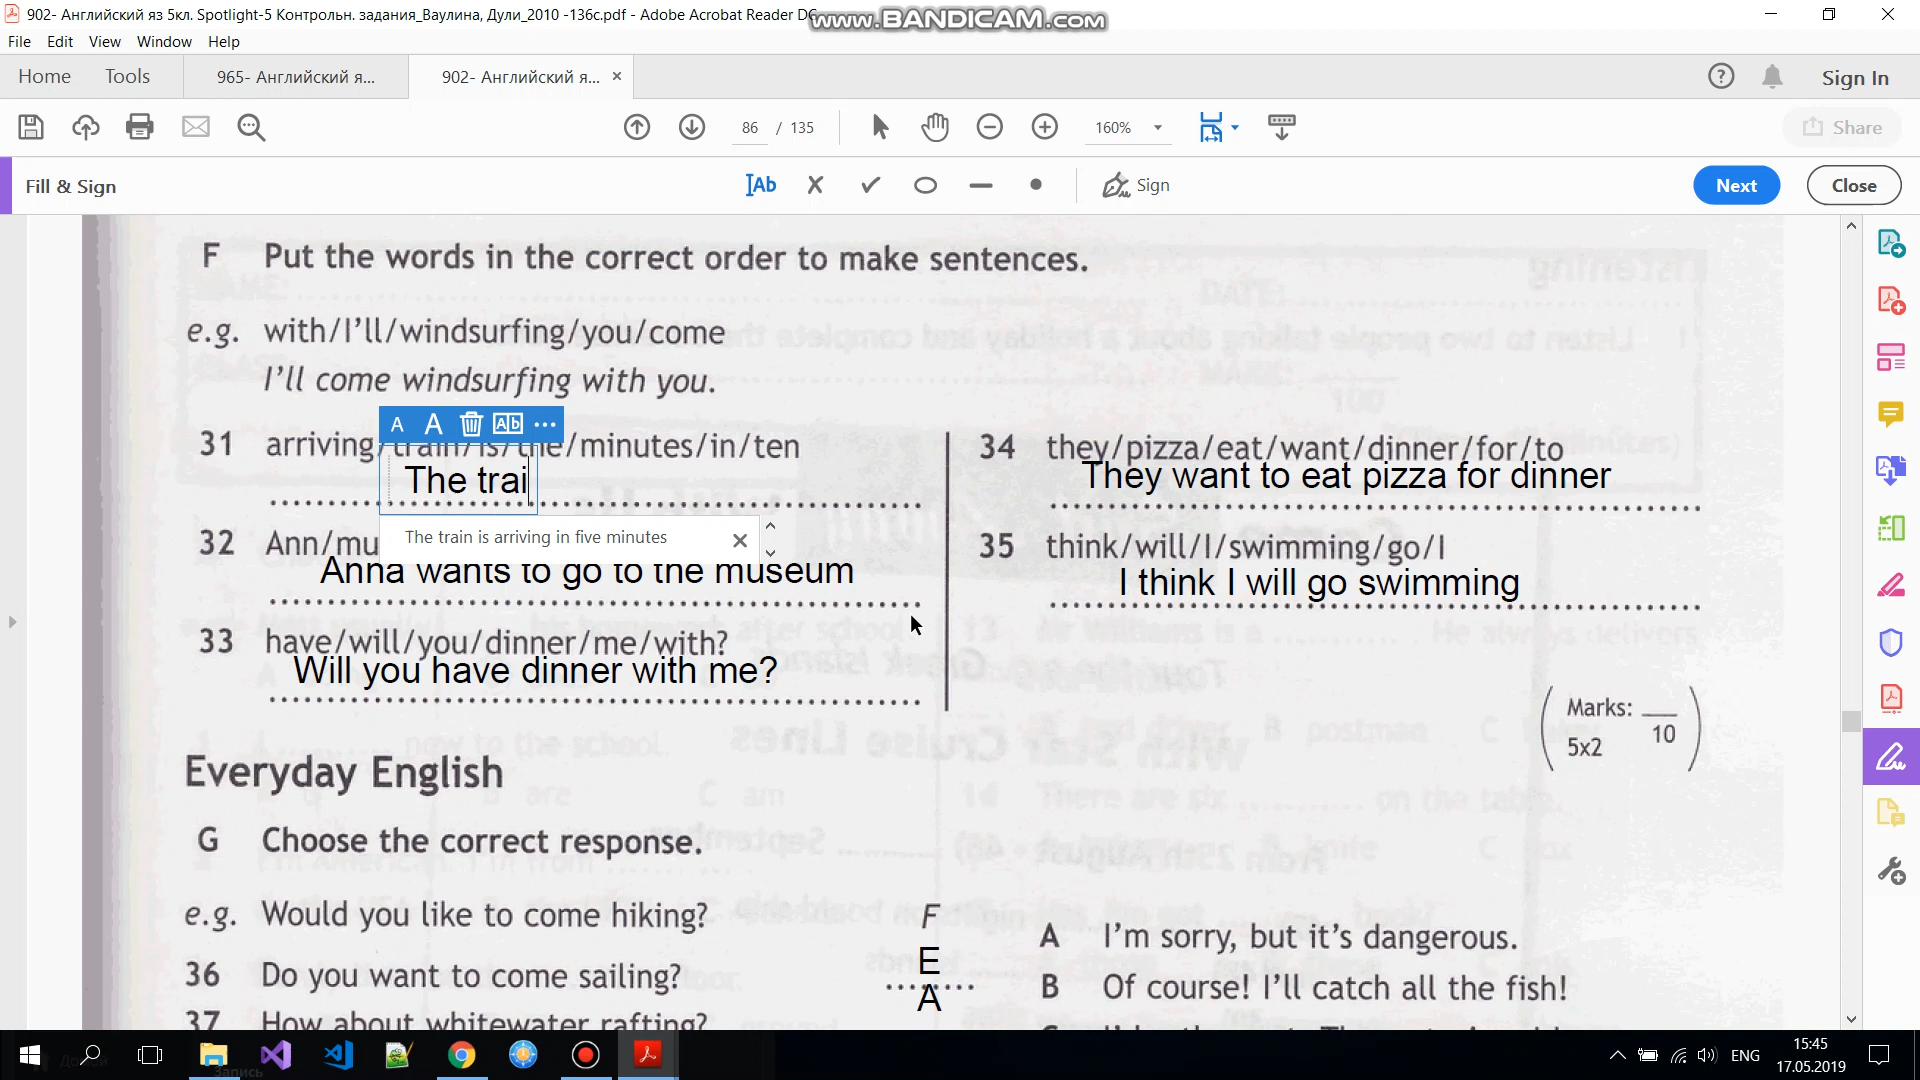 902- Английский яз 5кл. Spotlight-5 Контрольн. задания_Ваулина, Дули_2010 -136с.pdf - Adobe Acrobat Reader DC
www.BANDICAM.com
File Edit View Window Help
Home Tools 965- Английский я... 902- Английский я... Sign In
86 / 135 160% Share
Fill & Sign Ab Sign Next Close
F Put the words in the correct order to make sentences.
e.g. with/I'll/windsurfing/you/come
I'll come windsurfing with you.
A A Ab
31 arriving/train/is/the/minutes/in/ten
The trai
The train is arriving in five minutes
32 Ann/mu
Anna wants to go to the museum
33 have/will/you/dinner/me/with?
Will you have dinner with me?
34 they/pizza/eat/want/dinner/for/to
They want to eat pizza for dinner
35 think/will/I/swimming/go/I
I think I will go swimming
Marks: 10
5x2
Everyday English
G Choose the correct response.
e.g. Would you like to come hiking? F
36 Do you want to come sailing? E
37 How about whitewater rafting? A
A I'm sorry, but it's dangerous.
B Of course! I'll catch all the fish!
ENG 15:45
17.05.2019
Запись